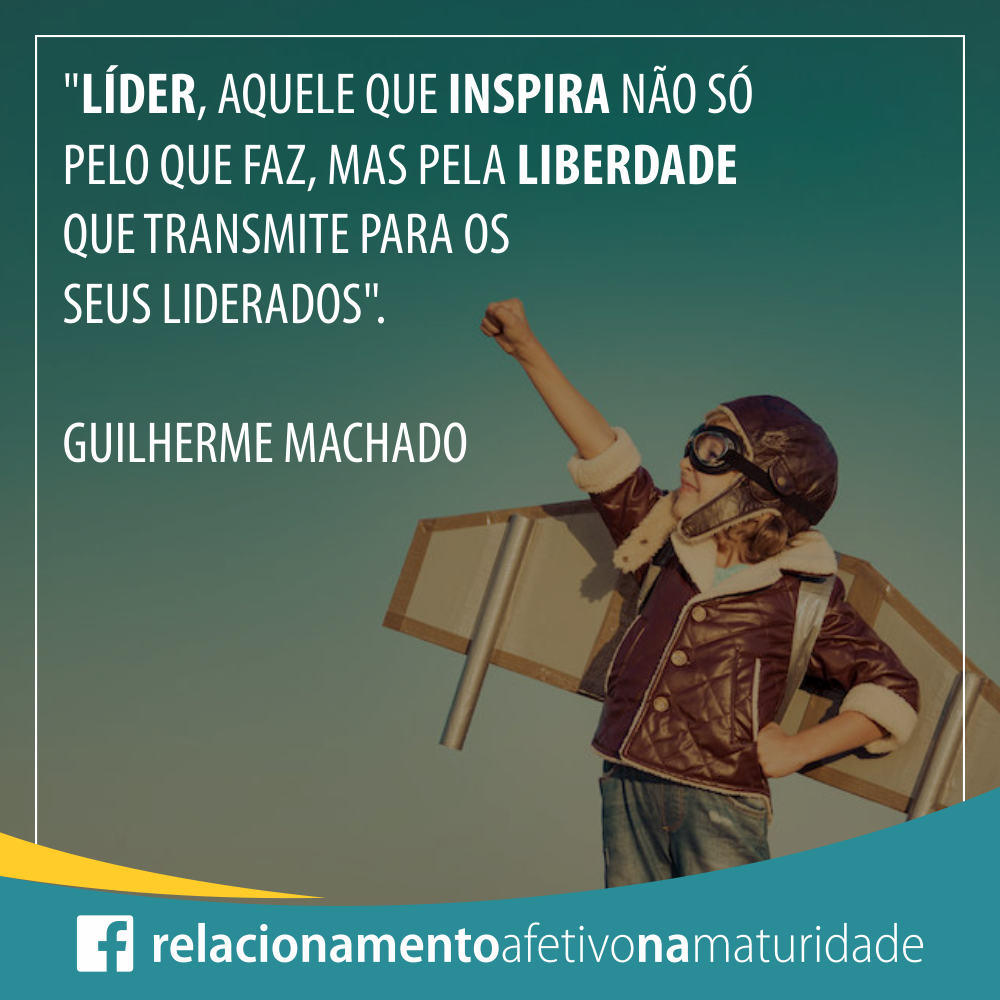 "LÍDER, AQUELE QUE INSPIRA NÃO SÓ
PELO QUE FAZ, MAS PELA LIBERDADE
QUE TRANSMITE PARA OS
SEUS LIDERADOS".
GUILHERME MACHADO
relacionamentoafetivonamaturidade